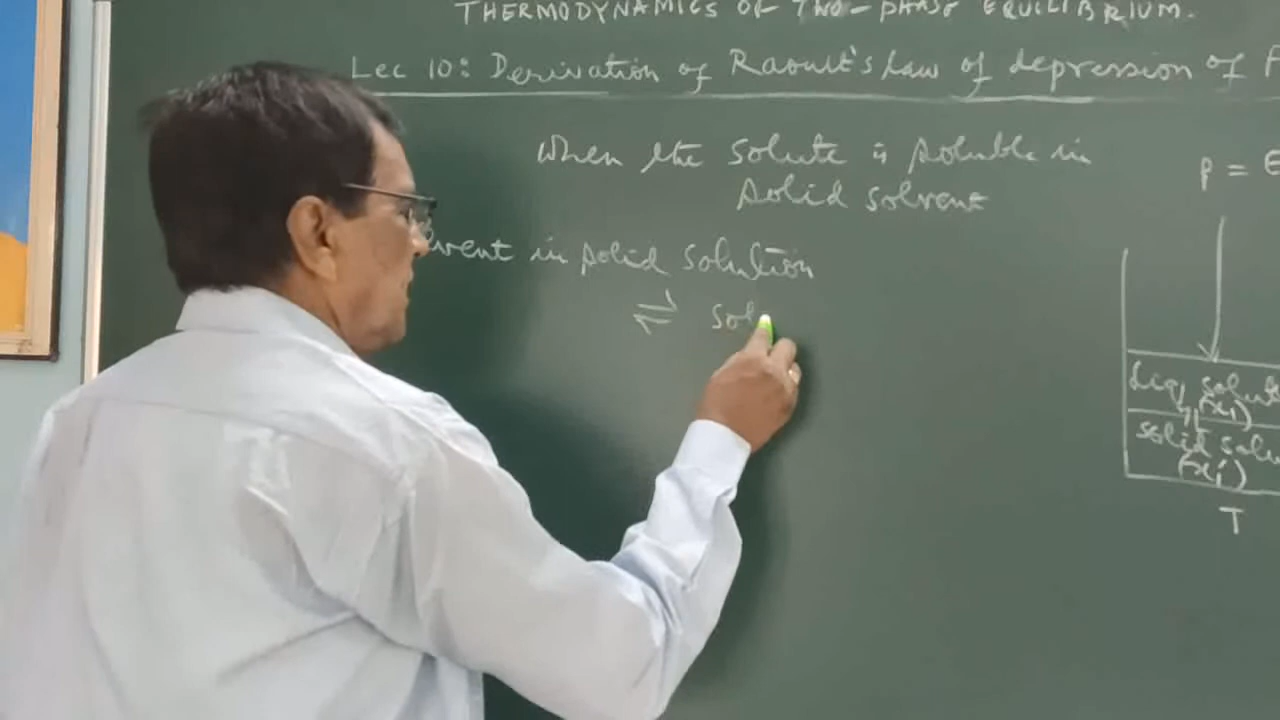 THERMODYNAMICS OF TWO-PHASE EQUILIBRIUM.
Lec 10: Derivation of Raoult's law of depression of F
When the solute is soluble in
solid solvent
vent in solid solution
⇌ sol
P = E
Liq, solut
(x₁)
solid solu
(x₁')
T